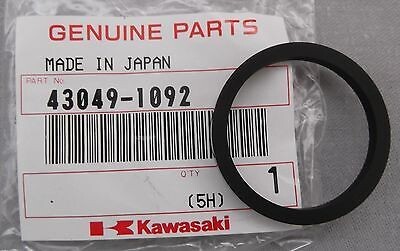 GENUINE PARTS
MADE IN JAPAN
PART No.
43049-1092
QTY
1
(5H)
Kawasaki